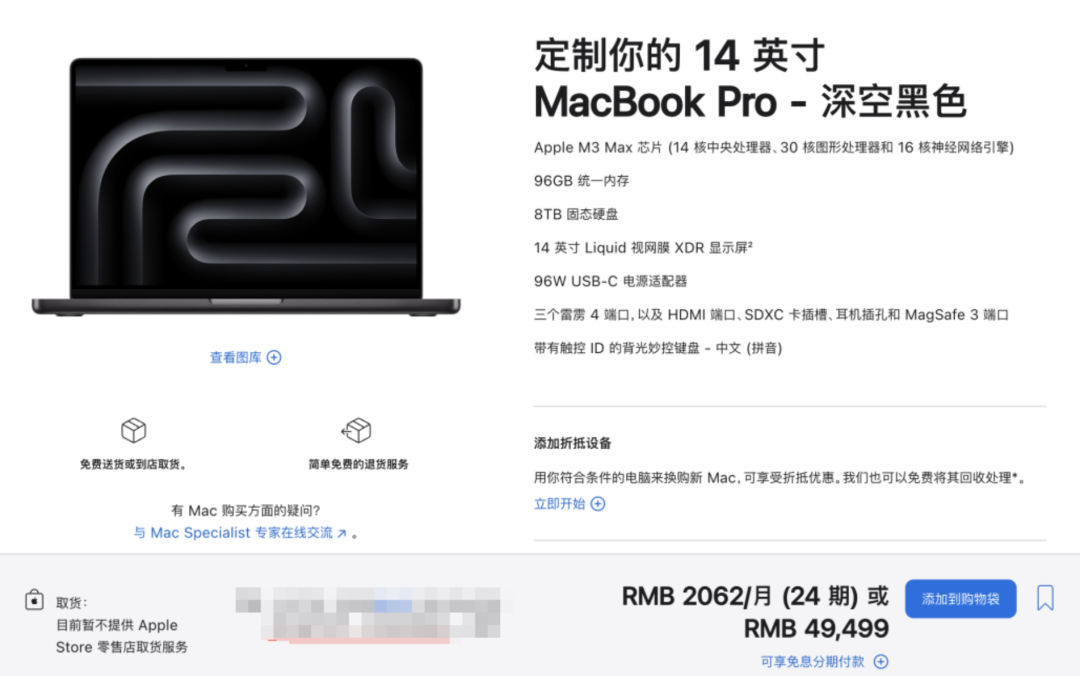 定制你的 14 英寸
MacBook Pro - 深空黑色
Apple M3 Max 芯片 (14 核中央处理器、30 核图形处理器和 16 核神经网络引擎)
96GB 统一内存
8TB 固态硬盘
14 英寸 Liquid 视网膜 XDR 显示屏²
96W USB-C 电源适配器
三个雷雳 4 端口, 以及 HDMI 端口、SDXC 卡插槽、耳机插孔和 MagSafe 3 端口
带有触控 ID 的背光妙控键盘 - 中文 (拼音)
查看图库
免费送货或到店取货。
简单免费的退货服务
有 Mac 购买方面的疑问?
与 Mac Specialist 专家在线交流 ↗ 。
添加折抵设备
用你符合条件的电脑来换购新 Mac, 可享受折抵优惠。我们也可以免费将其回收处理*。
立即开始
取货:
目前暂不提供 Apple
Store 零售店取货服务
RMB 2062/月 (24 期) 或
RMB 49,499
可享免息分期付款
添加到购物袋